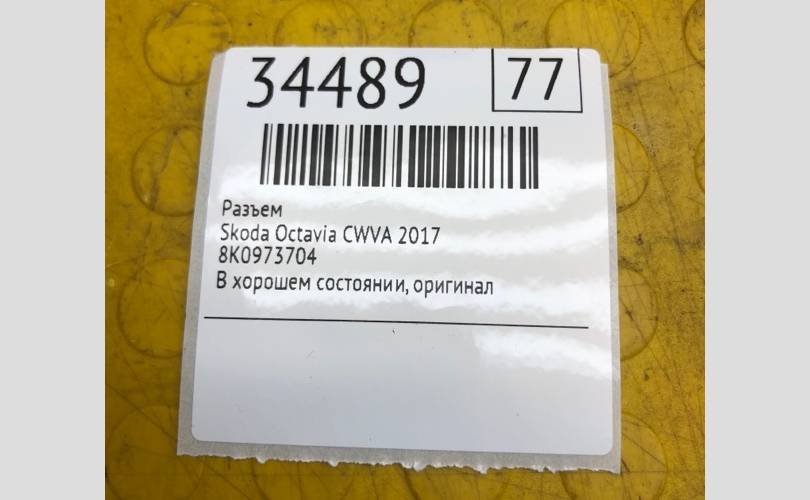 34489 77
Разъем
Skoda Octavia CWVA 2017
8K0973704
В хорошем состоянии, оригинал